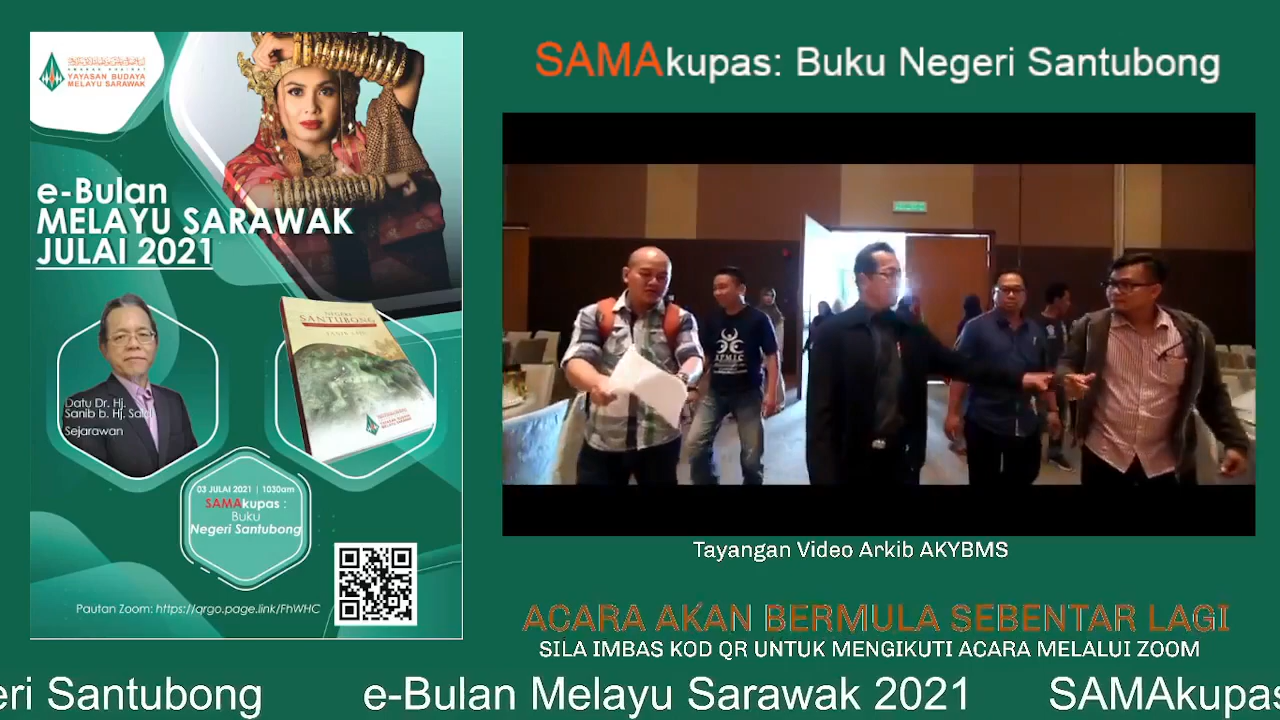 YAYASAN BUDAYA
MELAYU SARAWAK
e-Bulan
MELAYU SARAWAK
JULAI 2021
NEGERI
SANTUBONG
Datu Dr. Hj.
Sanib b. Hj. Said
Sejarawan
03 JULAI 2021 | 1030am
SAMAkupas :
Buku
Negeri Santubong
Pautan Zoom: https://qrgo.page.link/FhWHC
SAMAkupas: Buku Negeri Santubong
Tayangan Video Arkib AKYBMS
ACARA AKAN BERMULA SEBENTAR LAGI
SILA IMBAS KOD QR UNTUK MENGIKUTI ACARA MELALUI ZOOM
eri Santubong e-Bulan Melayu Sarawak 2021 SAMAkupas